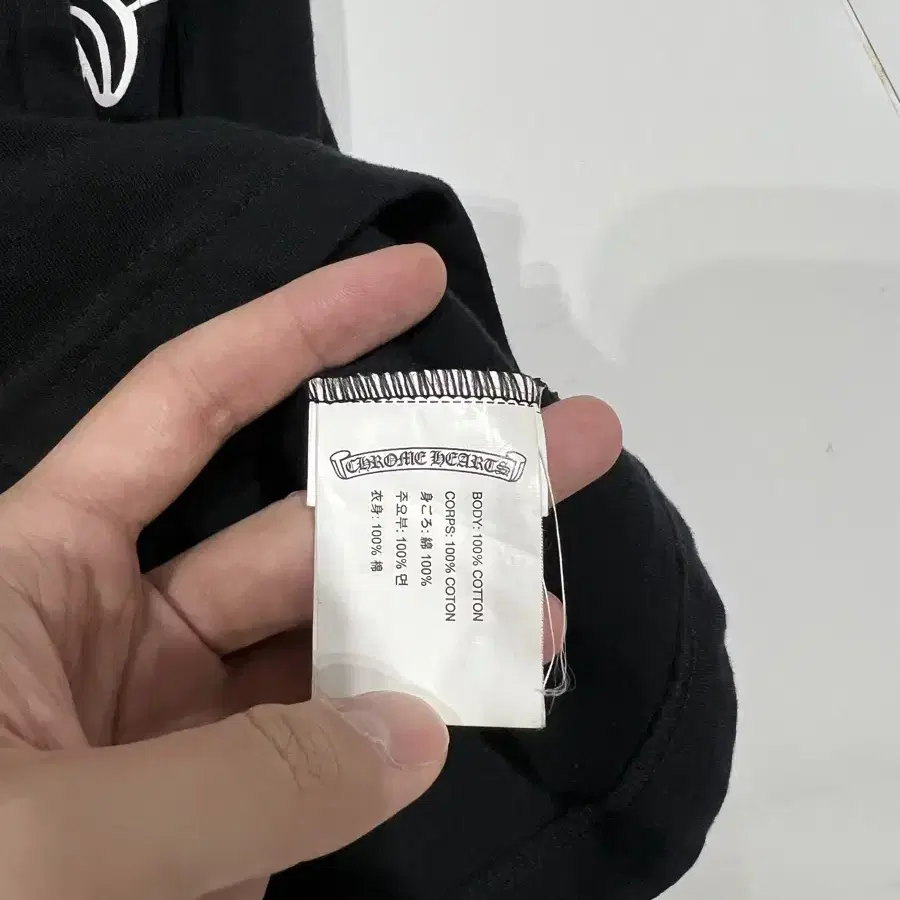 CHROME HEARTS
BODY: 100% COTTON
CORPS: 100% COTON
身ごろ: 綿 100%
주요부: 100% 면
衣身: 100% 棉